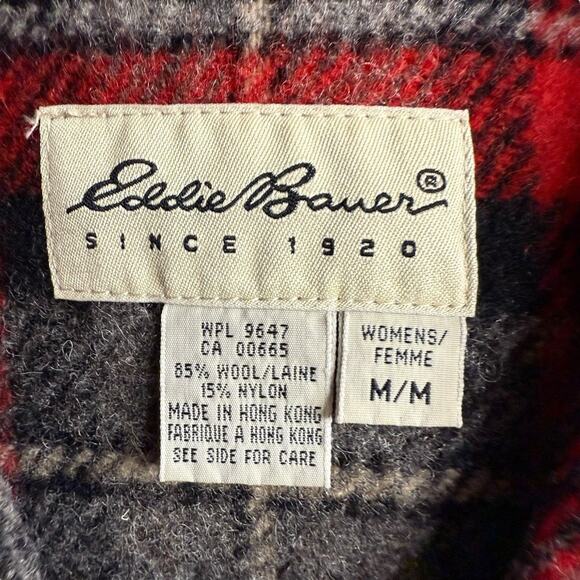 Eddie Bauer®
SINCE 1920
WPL 9647
CA 00665
85% WOOL/LAINE
15% NYLON
MADE IN HONG KONG
FABRIQUE A HONG KONG
SEE SIDE FOR CARE
WOMENS/
FEMME
M/M